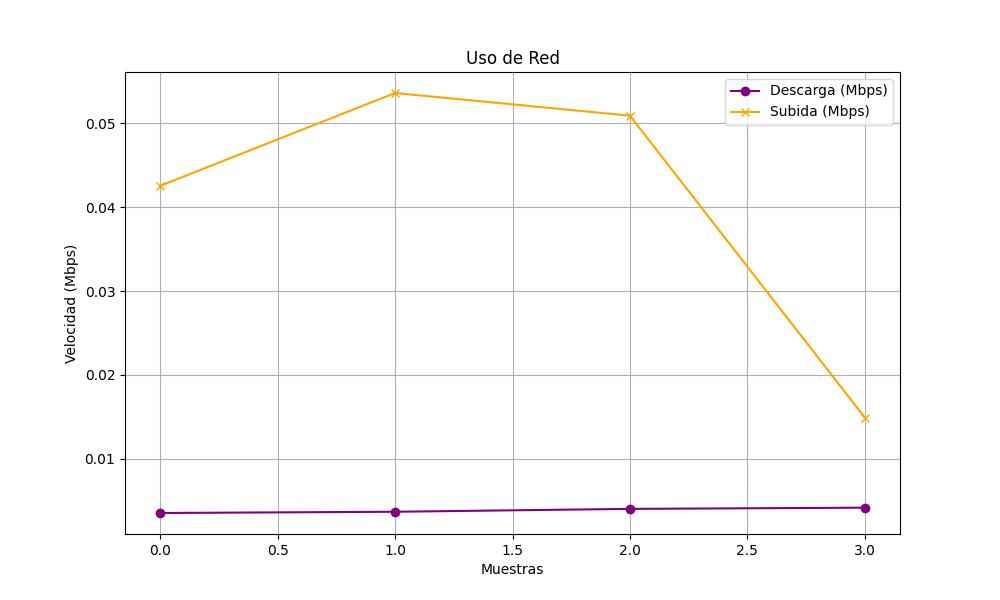 Uso de Red
Descarga (Mbps)
Subida (Mbps)
Velocidad (Mbps)
0.05
0.04
0.03
0.02
0.01
0.0 0.5 1.0 1.5 2.0 2.5 3.0
Muestras